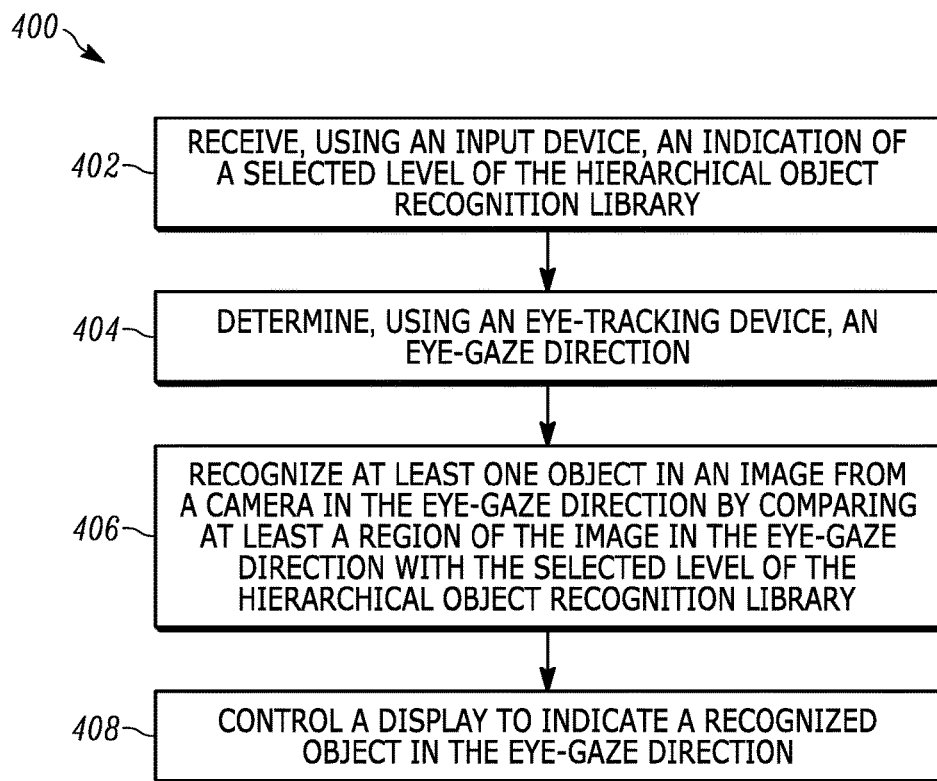 400
402
RECEIVE, USING AN INPUT DEVICE, AN INDICATION OF
A SELECTED LEVEL OF THE HIERARCHICAL OBJECT
RECOGNITION LIBRARY
404
DETERMINE, USING AN EYE-TRACKING DEVICE, AN
EYE-GAZE DIRECTION
406
RECOGNIZE AT LEAST ONE OBJECT IN AN IMAGE FROM
A CAMERA IN THE EYE-GAZE DIRECTION BY COMPARING
AT LEAST A REGION OF THE IMAGE IN THE EYE-GAZE
DIRECTION WITH THE SELECTED LEVEL OF THE
HIERARCHICAL OBJECT RECOGNITION LIBRARY
408
CONTROL A DISPLAY TO INDICATE A RECOGNIZED
OBJECT IN THE EYE-GAZE DIRECTION